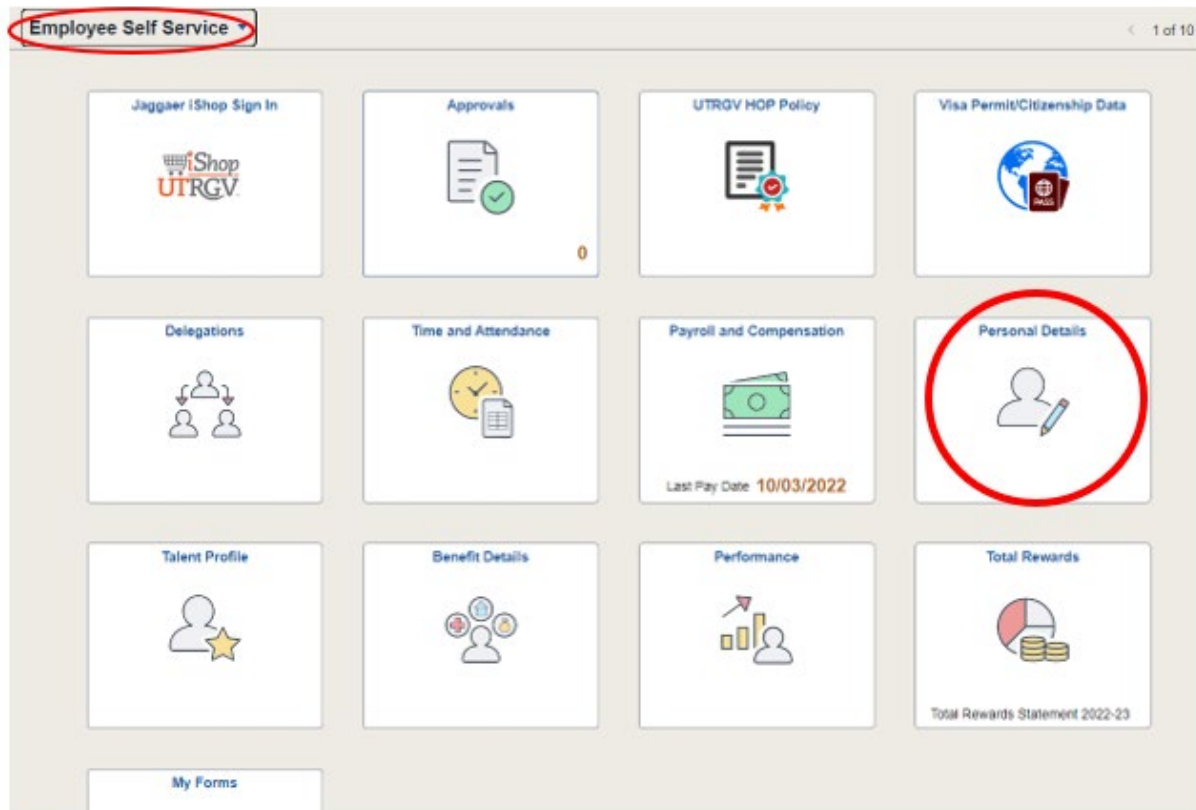 Employee Self Service
< 1 of 10
Jaggaer iShop Sign In
Approvals
UTRGV HOP Policy
Visa Permit/Citizenship Data
iShop
UTRGV
PASS
0
Delegations
Time and Attendance
Payroll and Compensation
Personal Details
Last Pay Date 10/03/2022
Talent Profile
Benefit Details
Performance
Total Rewards
Total Rewards Statement 2022-23
My Forms